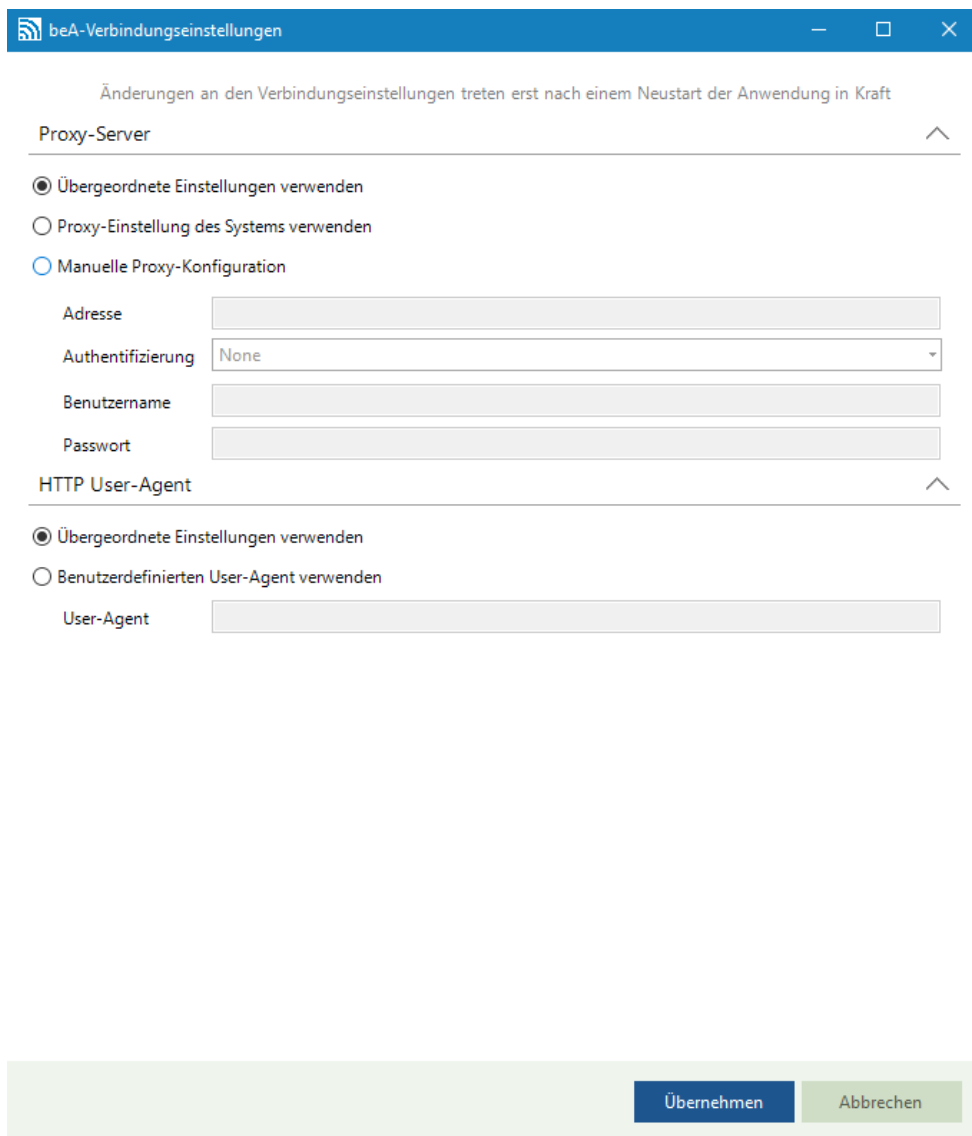 beA-Verbindungseinstellungen
Änderungen an den Verbindungseinstellungen treten erst nach einem Neustart der Anwendung in Kraft
Proxy-Server
Übergeordnete Einstellungen verwenden
Proxy-Einstellung des Systems verwenden
Manuelle Proxy-Konfiguration
Adresse
Authentifizierung None
Benutzername
Passwort
HTTP User-Agent
Übergeordnete Einstellungen verwenden
Benutzerdefinierten User-Agent verwenden
User-Agent
Übernehmen Abbrechen